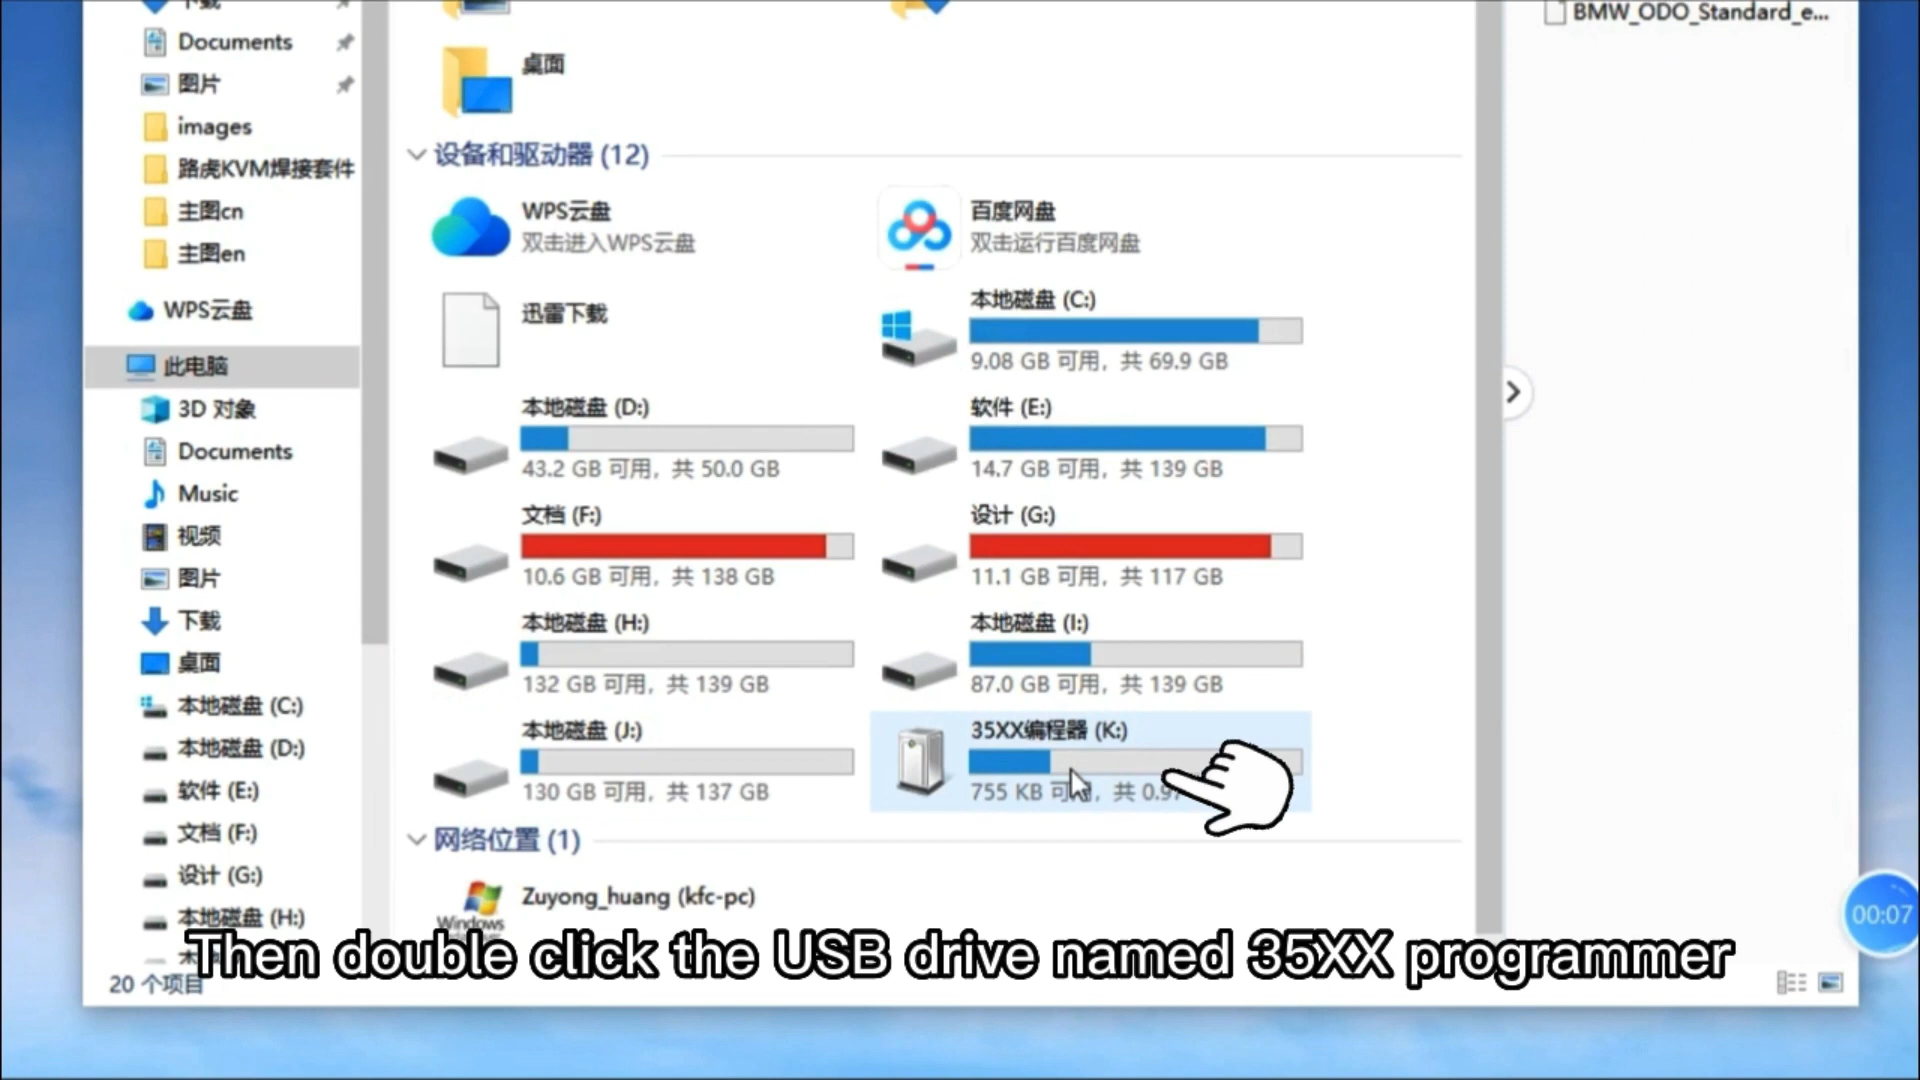 下载
Documents
图片
images
路虎KVM焊接套件
主图cn
主图en
WPS云盘
此电脑
3D 对象
Documents
Music
视频
图片
下载
桌面
本地磁盘 (C:)
本地磁盘 (D:)
软件 (E:)
文档 (F:)
设计 (G:)
本地磁盘 (H:)
20 个项目
桌面
设备和驱动器 (12)
WPS云盘
双击进入WPS云盘
百度网盘
双击运行百度网盘
迅雷下载
本地磁盘 (C:)
9.08 GB 可用, 共 69.9 GB
本地磁盘 (D:)
43.2 GB 可用, 共 50.0 GB
软件 (E:)
14.7 GB 可用, 共 139 GB
文档 (F:)
10.6 GB 可用, 共 138 GB
设计 (G:)
11.1 GB 可用, 共 117 GB
本地磁盘 (H:)
132 GB 可用, 共 139 GB
本地磁盘 (I:)
87.0 GB 可用, 共 139 GB
本地磁盘 (J:)
130 GB 可用, 共 137 GB
35XX编程器 (K:)
755 KB 可用, 共 0.9
网络位置 (1)
Zuyong_huang (kfc-pc)
Windows
BMW_ODO_Standard_e...
00:07
Then double click the USB drive named 35XX programmer